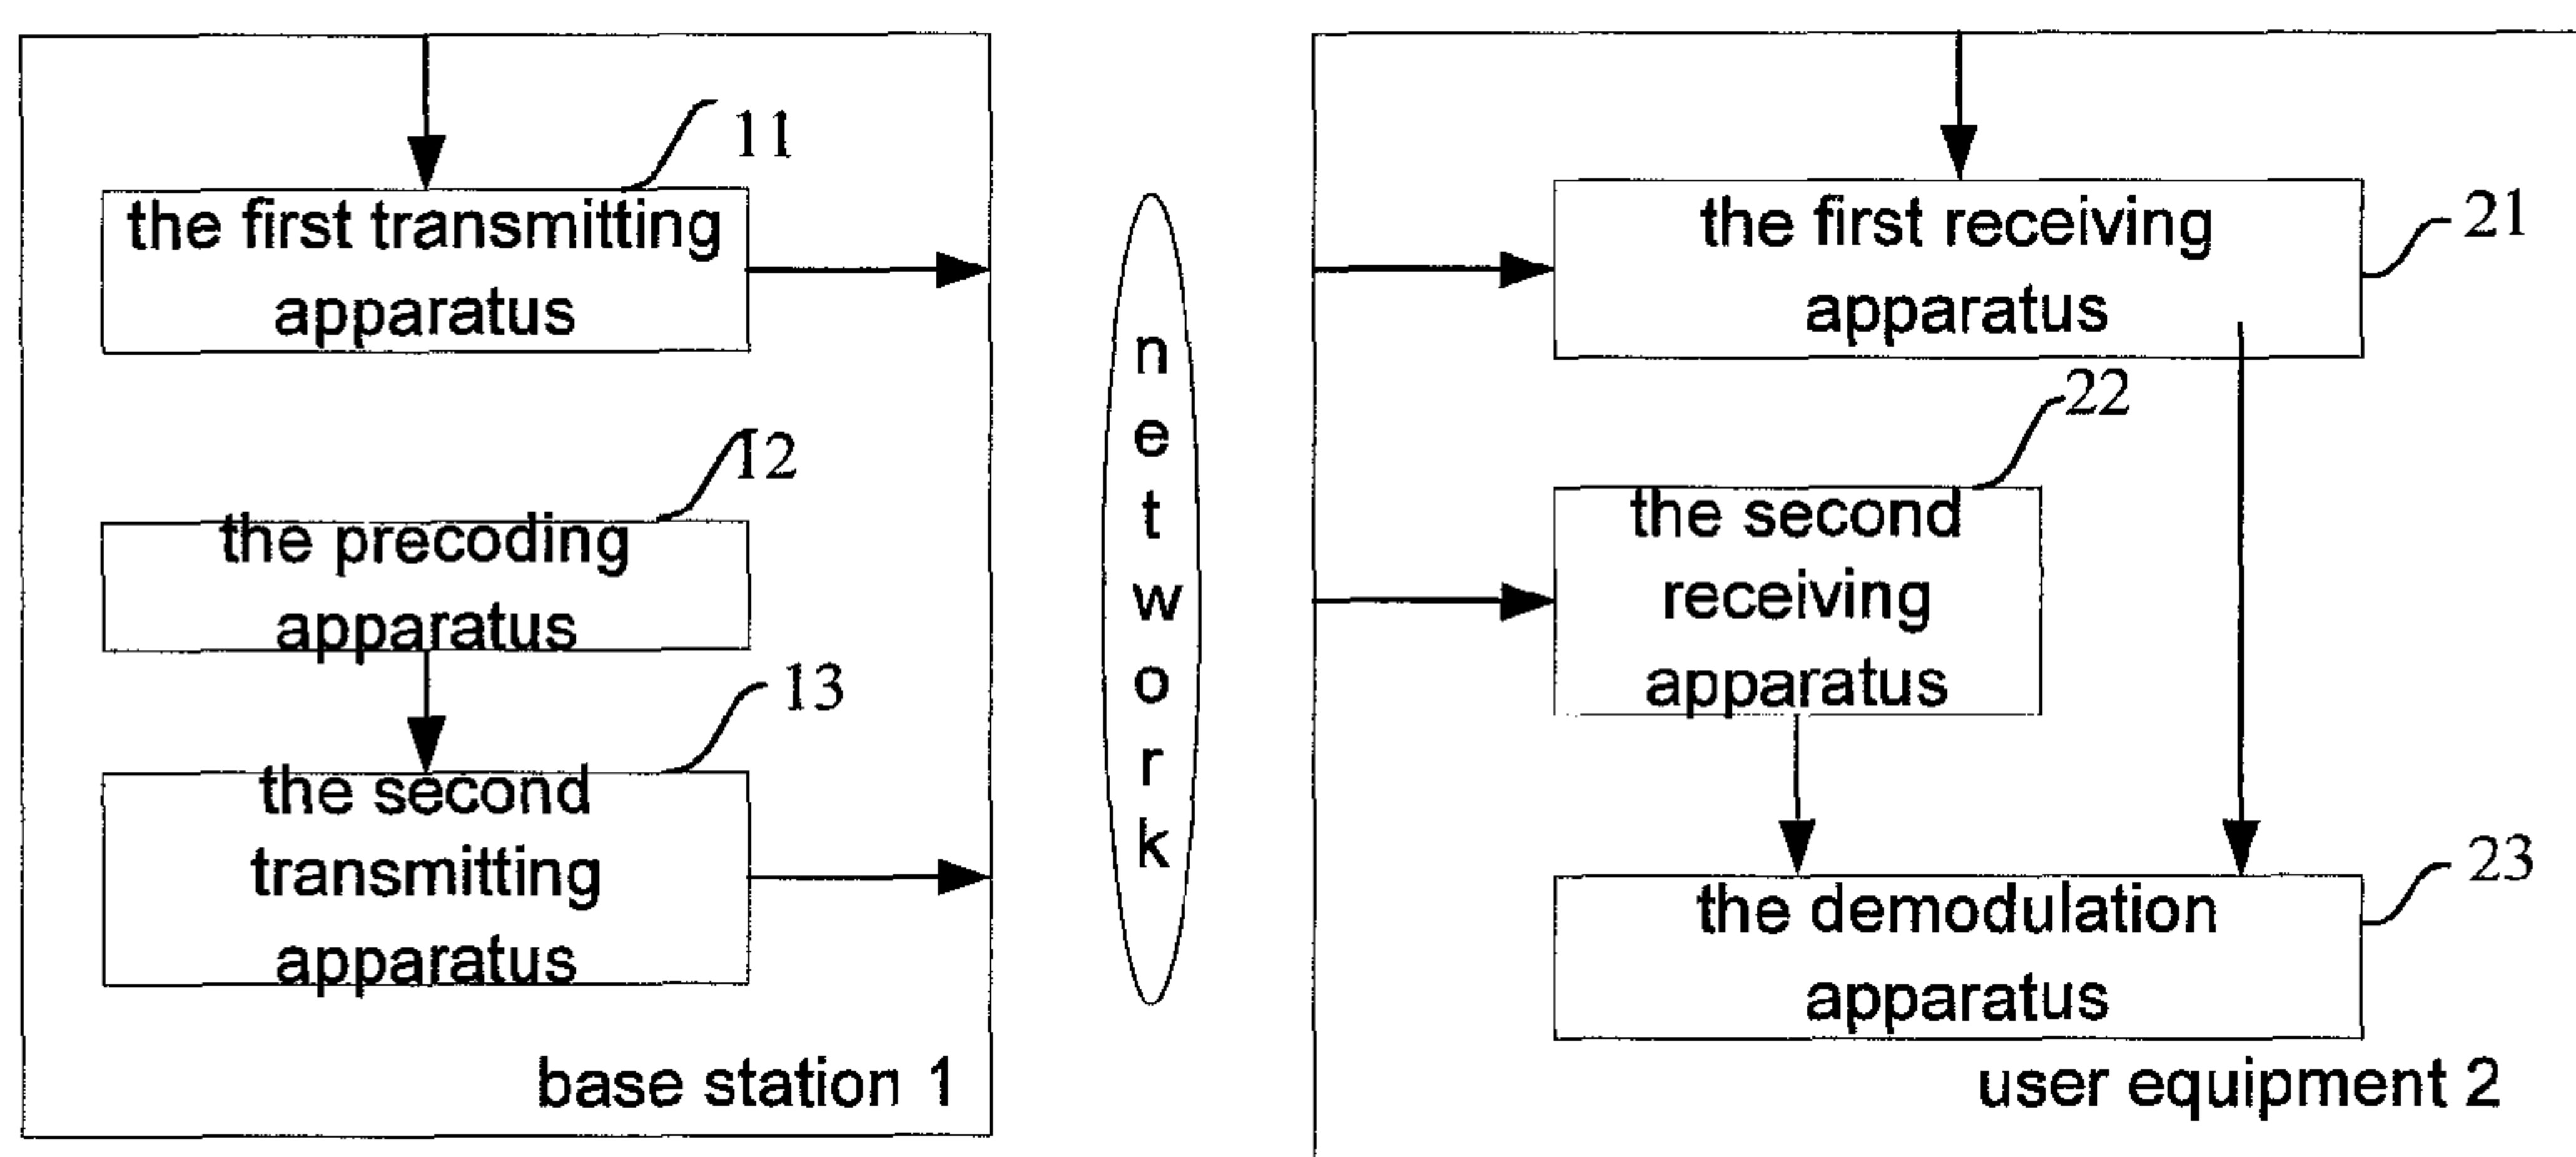 11
the first transmitting
apparatus
12
the precoding
apparatus
13
the second
transmitting
apparatus
base station 1
n
e
t
w
o
r
k
the first receiving
apparatus
21
22
the second
receiving
apparatus
the demodulation
apparatus
23
user equipment 2